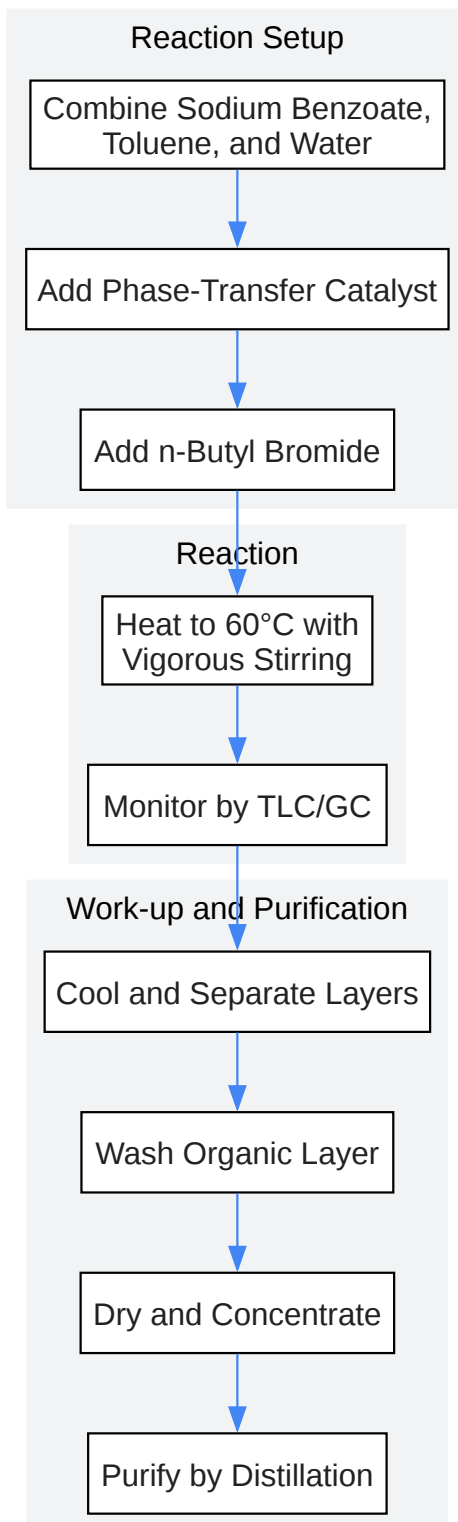 Reaction Setup
Combine Sodium Benzoate,
Toluene, and Water
Add Phase-Transfer Catalyst
Add n-Butyl Bromide
Reaction
Heat to 60°C with
Vigorous Stirring
Monitor by TLC/GC
Work-up and Purification
Cool and Separate Layers
Wash Organic Layer
Dry and Concentrate
Purify by Distillation